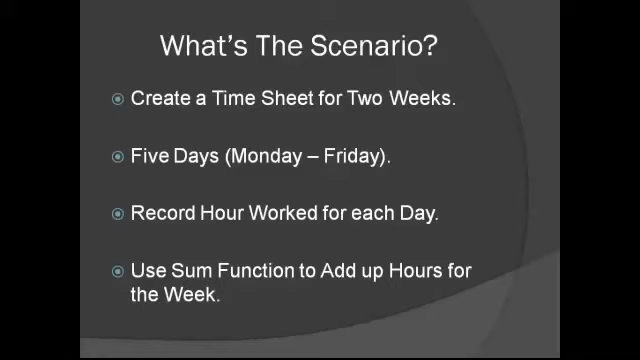 What's The Scenario?
Create a Time Sheet for Two Weeks.
Five Days (Monday – Friday).
Record Hour Worked for each Day.
Use Sum Function to Add up Hours for
the Week.